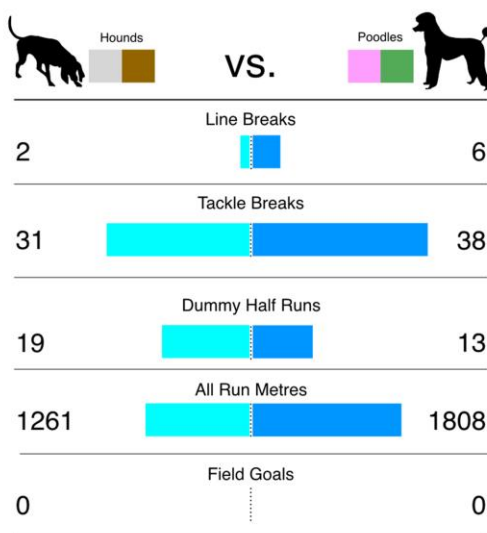 Hounds
vs.
Poodles
Line Breaks
2 6
Tackle Breaks
31 38
Dummy Half Runs
19 13
All Run Metres
1261 1808
Field Goals
0 0